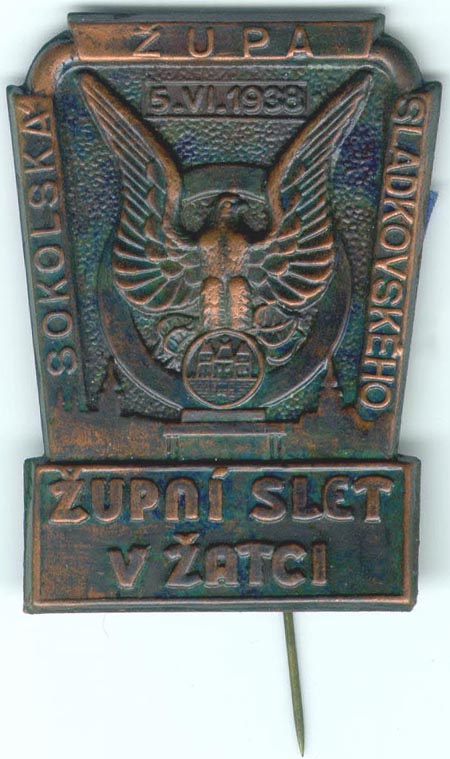 ŽUPA
5.VI.1938
SOKOLSKÁ
SLADKOVSKÉHO
ŽUPNÍ SLET
V ŽATCI